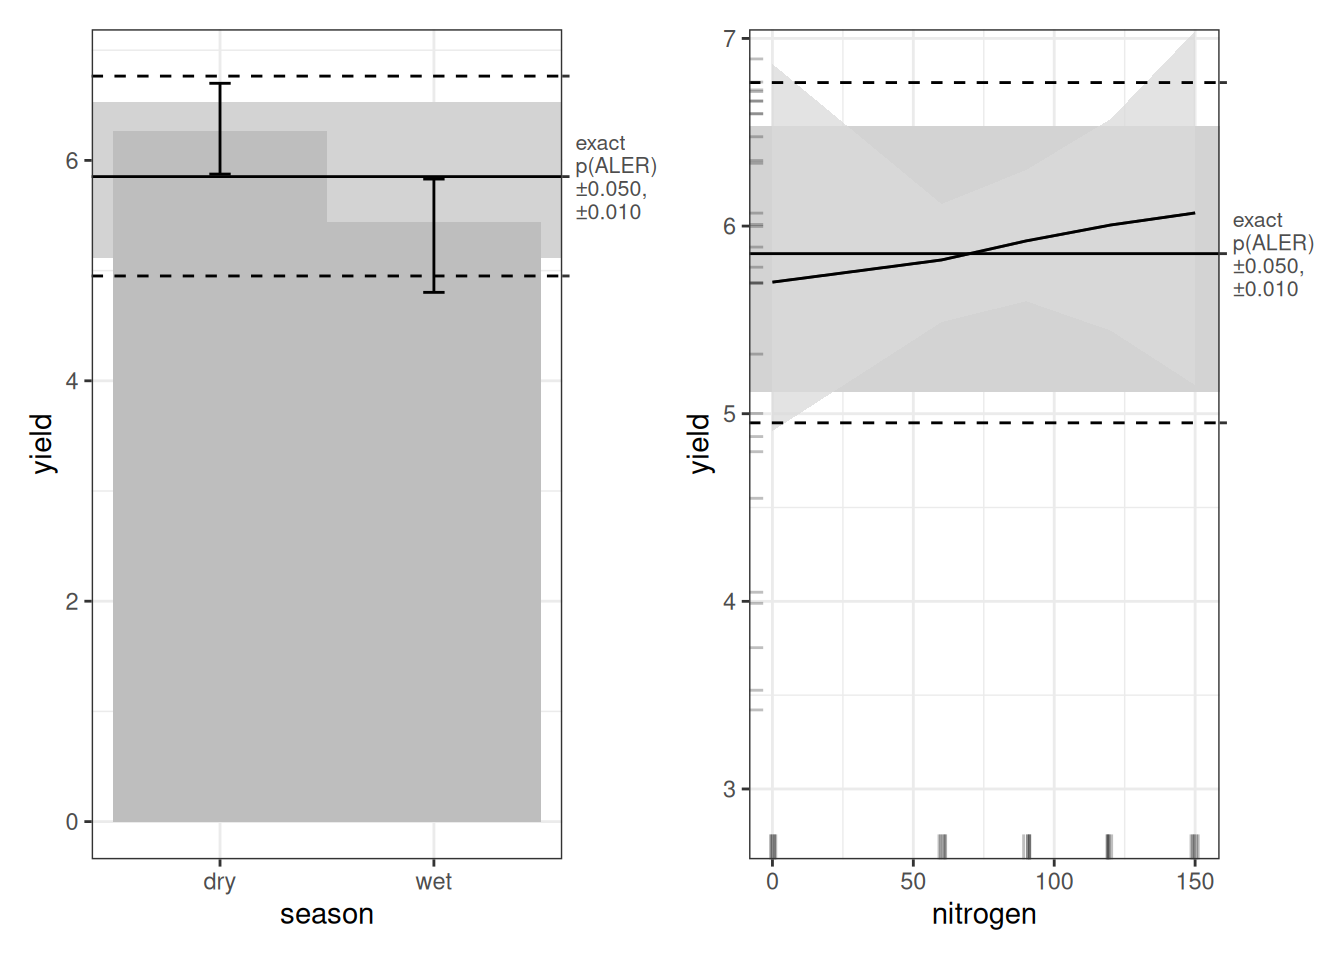 yield
6
4
2
0
dry
wet
season
exact
p(ALER)
±0.050,
±0.010
yield
7
6
5
4
3
0
50
100
150
nitrogen
exact
p(ALER)
±0.050,
±0.010